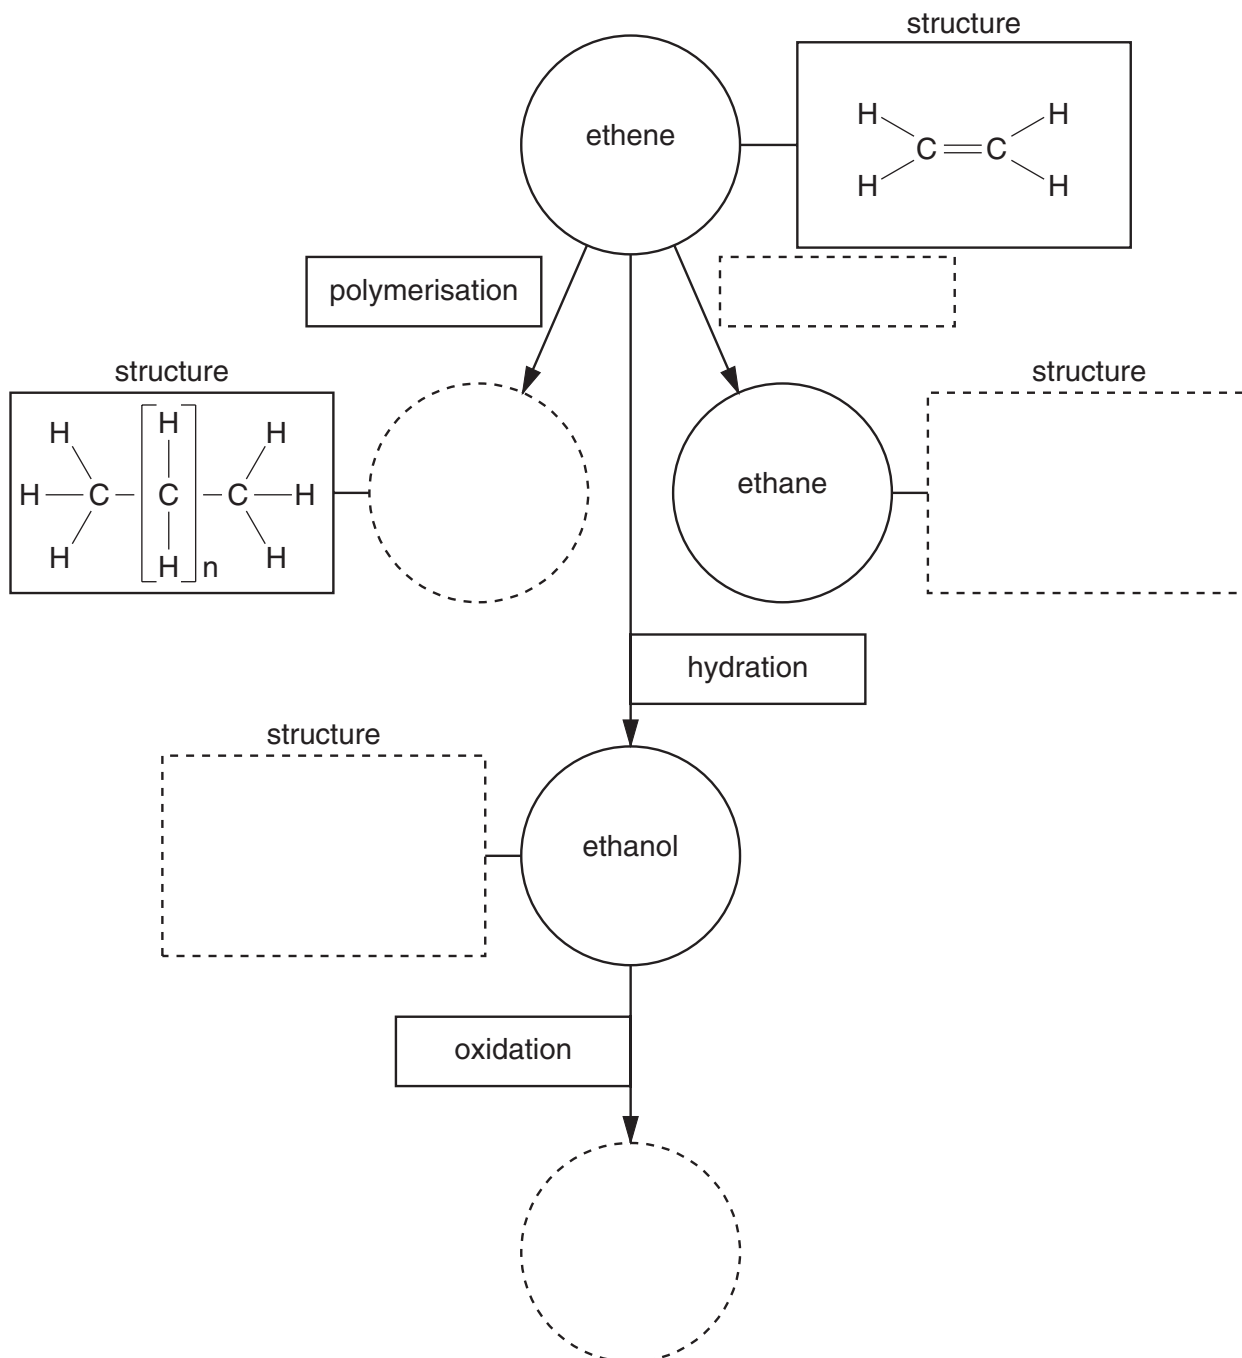 structure
ethene
H H
C C
H H
polymerisation
structure
structure
H
H H
ethane
H C C C H
H H
H n
hydration
structure
ethanol
oxidation